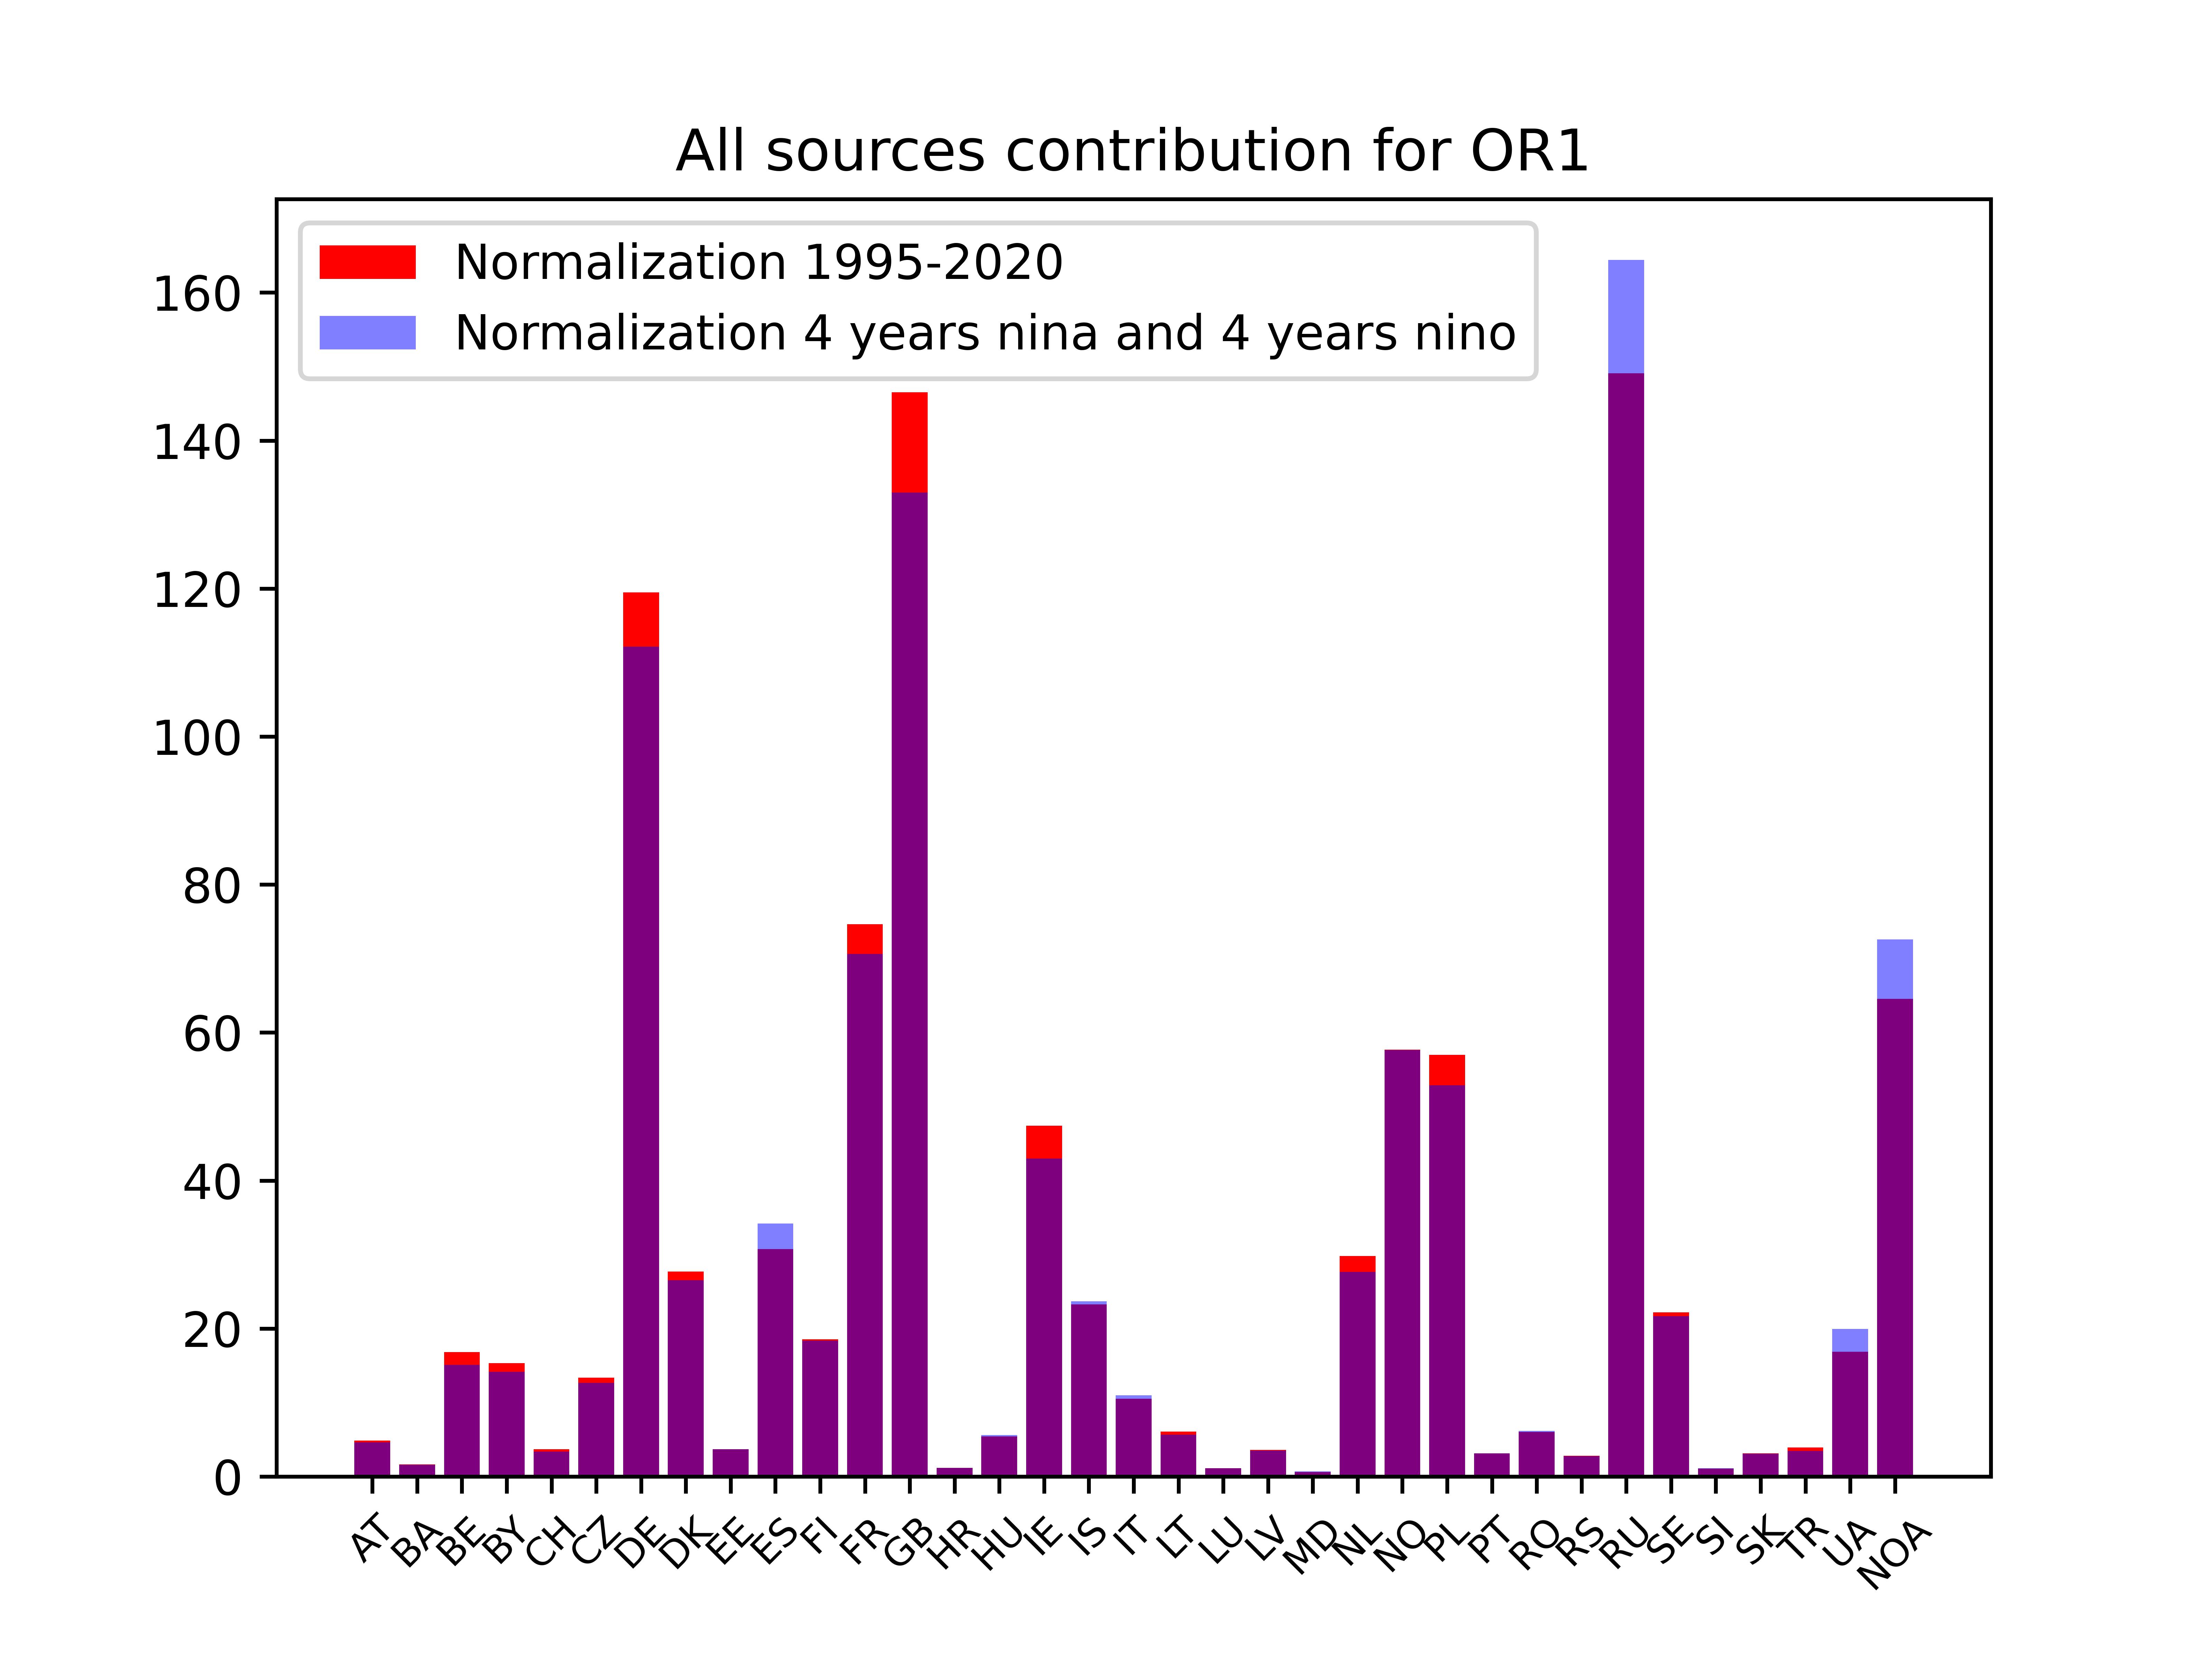 All sources contribution for OR1
Normalization 1995-2020
Normalization 4 years nina and 4 years nino
160
140
120
100
80
60
40
20
0
AT BA BE BY CH CZ DE DK EE ES FI FR GB HR HU IE IS IT LT LU LV MD NL NO PL PT RO RS RU SE SI SK TR UA NOA